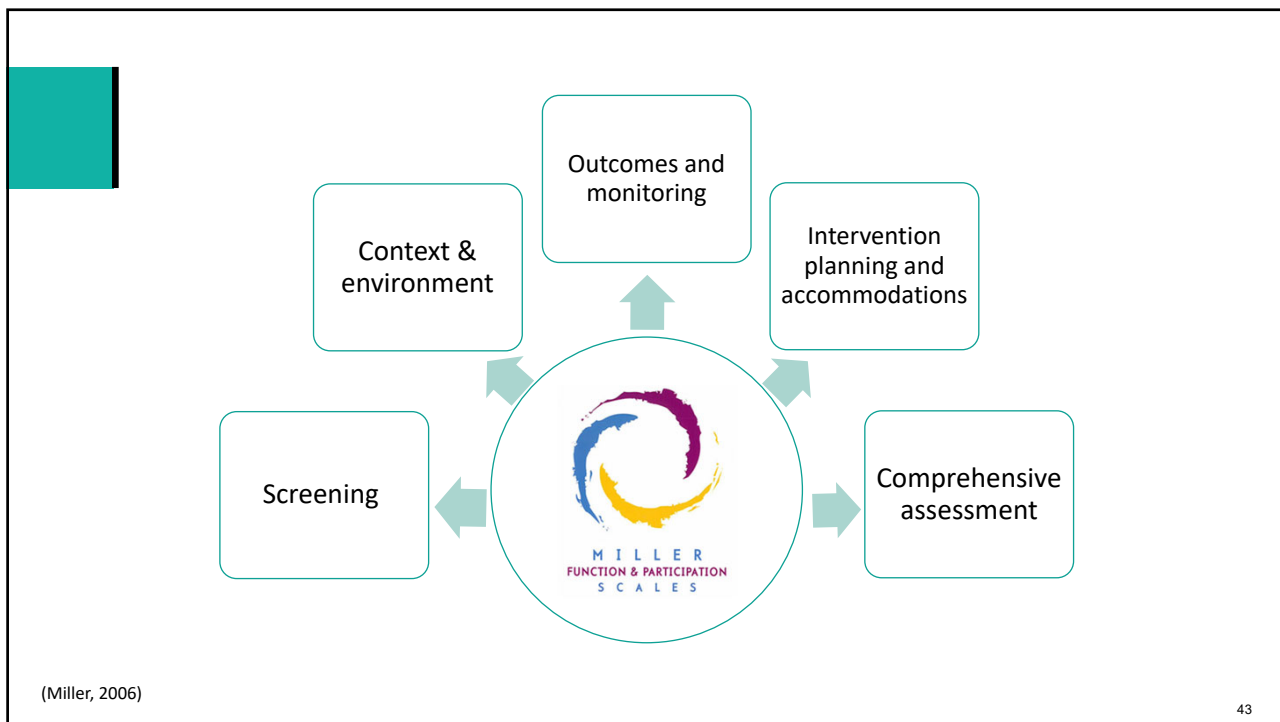 Outcomes and
monitoring
Context &
environment
Intervention
planning and
accommodations
Screening
Comprehensive
assessment
MILLER
FUNCTION & PARTICIPATION
SCALES
(Miller, 2006)
43